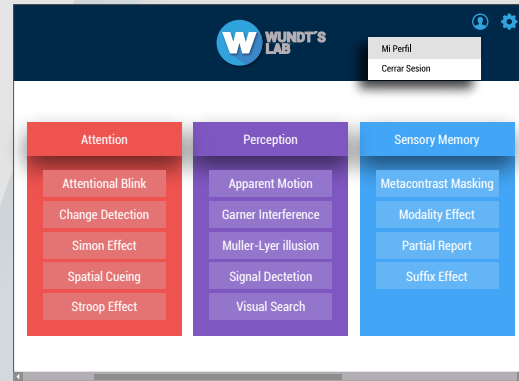 W WUNDT´S
LAB
Mi Perfil
Cerrar Sesion
Attention
Attentional Blink
Change Detection
Simon Effect
Spatial Cueing
Stroop Effect
Perception
Apparent Motion
Garner Interference
Muller-Lyer illusion
Signal Dectetion
Visual Search
Sensory Memory
Metacontrast Masking
Modality Effect
Partial Report
Suffix Effect